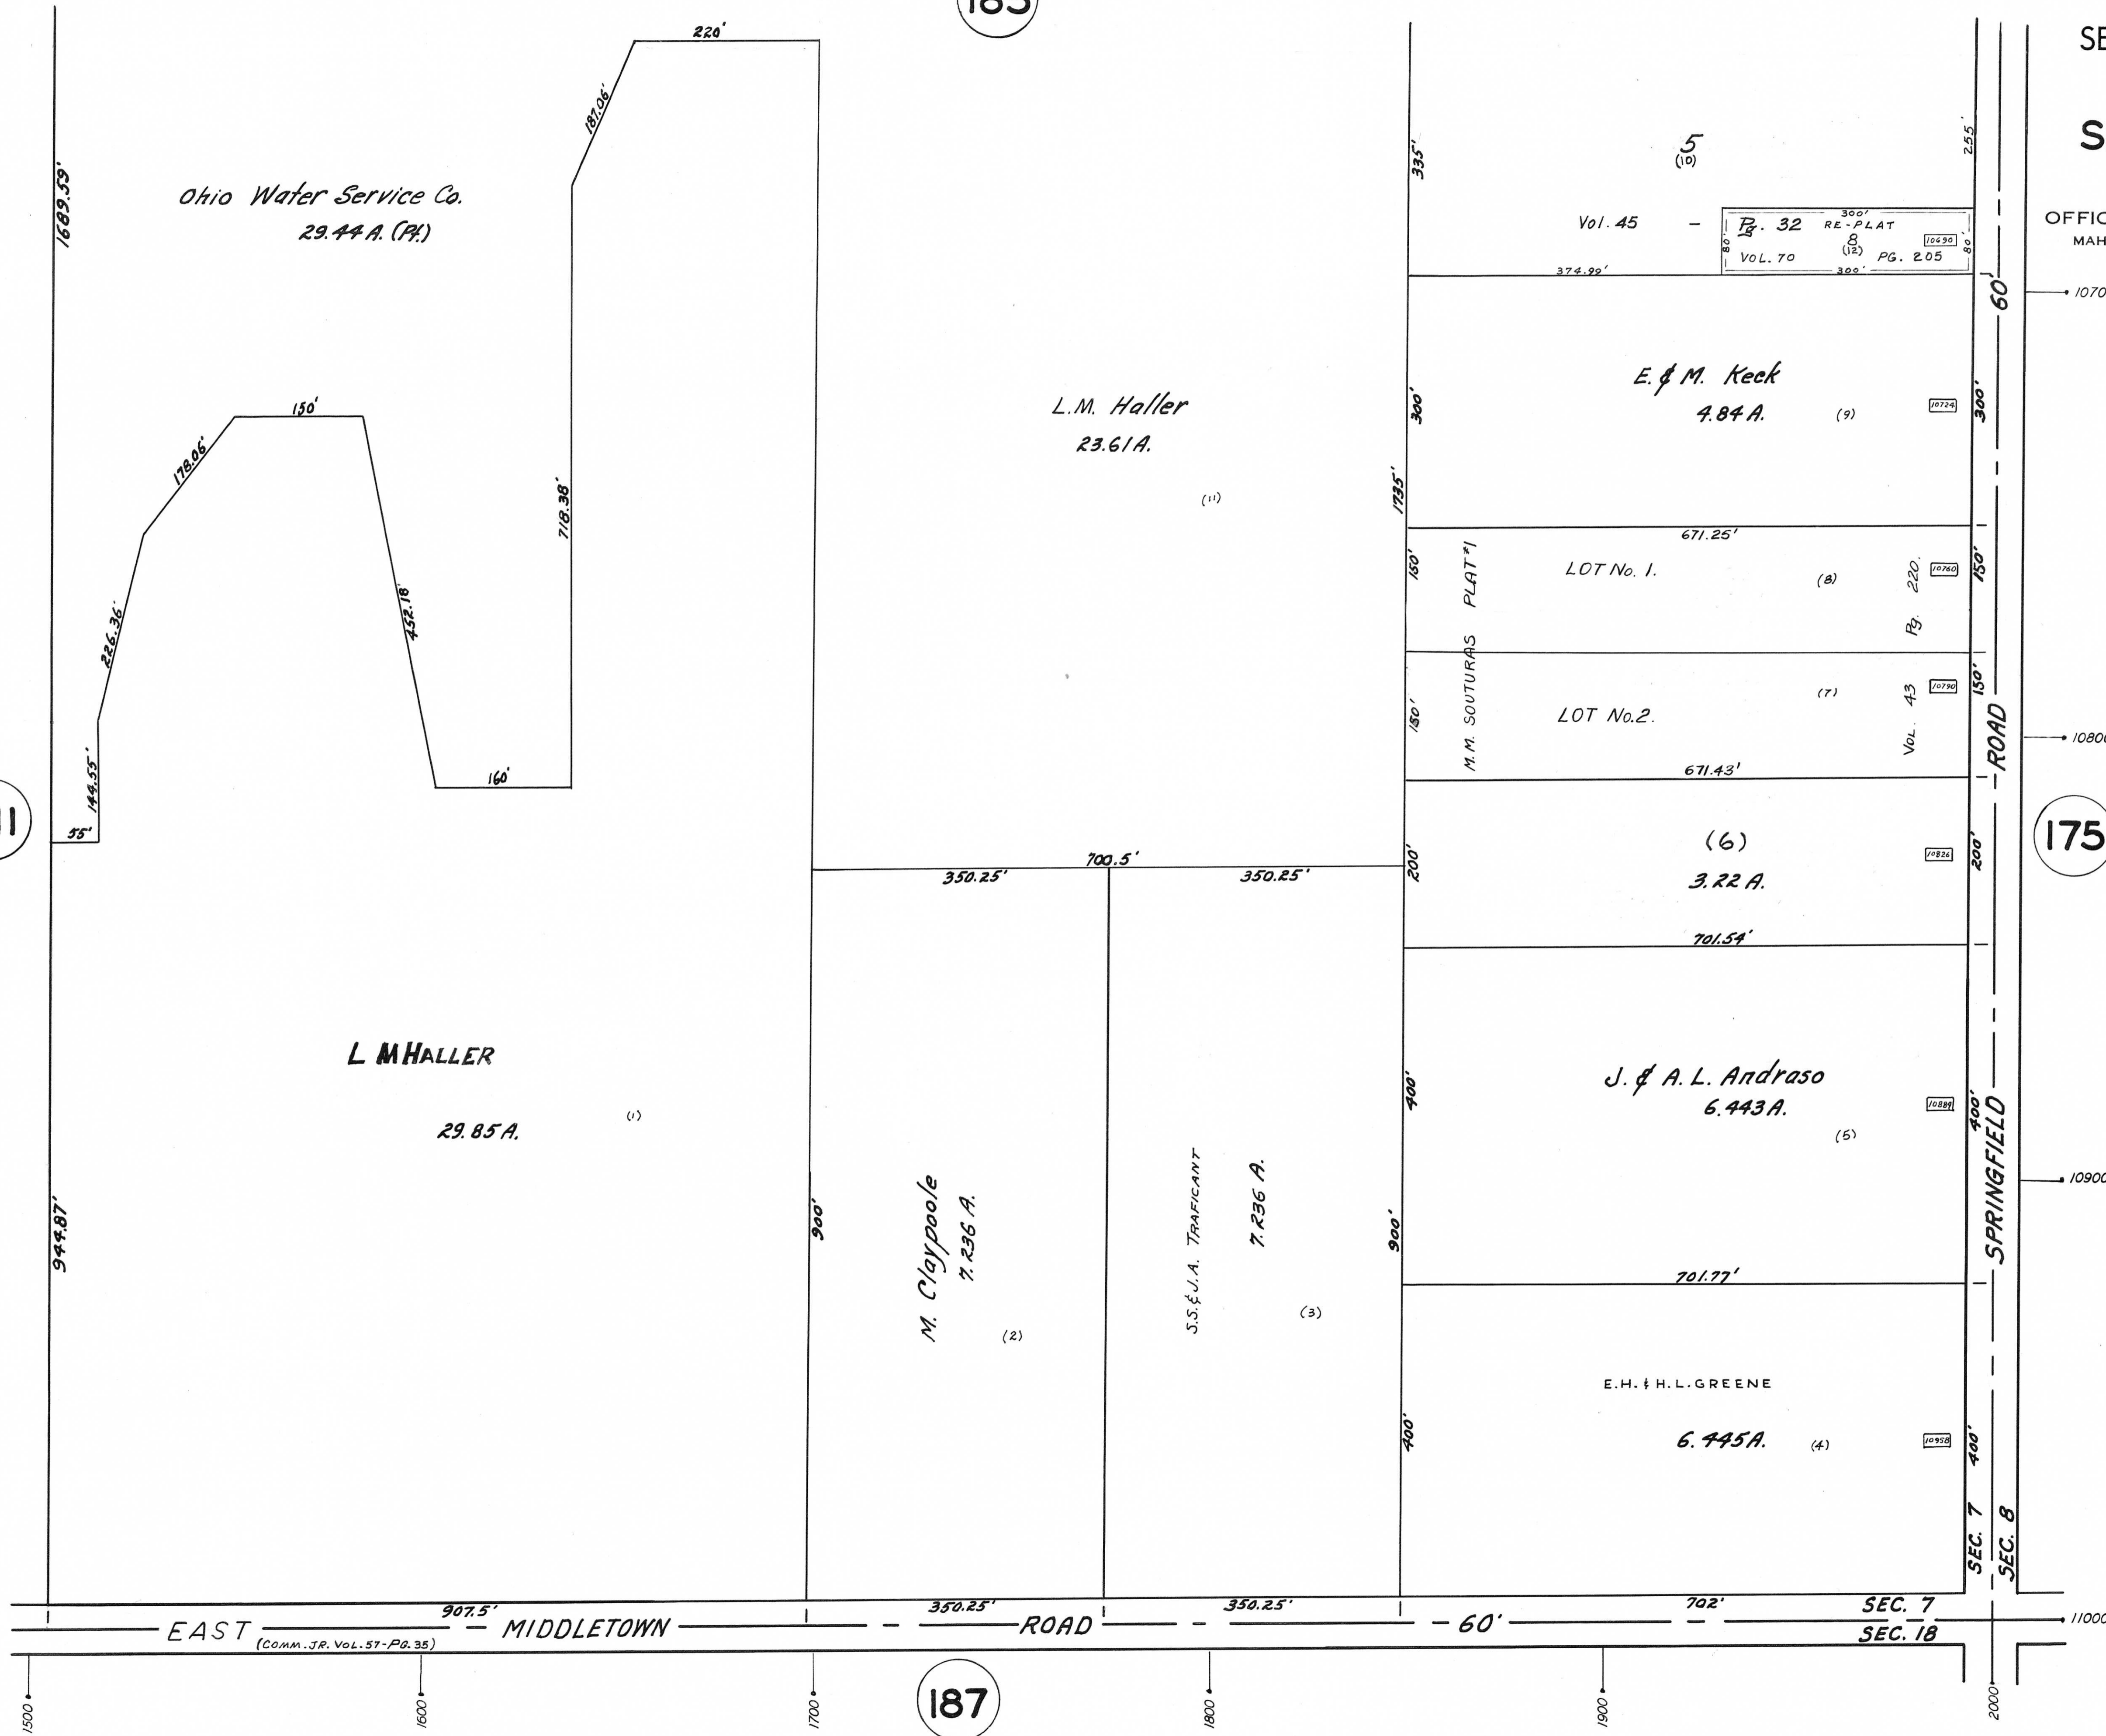 185
SE
S
OFFIC
MAH
220'
187.06'
1689.59'
Ohio Water Service Co.
29.44 A. (Pt.)
718.38'
150'
178.06'
226.36'
452.18'
144.55'
55'
160'
L M HALLER
29.85 A.
(1)
944.87'
L.M. Haller
23.61 A.
(11)
1735'
700.5'
350.25'
350.25'
900'
M. Claypoole
7.236 A.
(2)
S.S. & J.A. TRAFICANT
7.236 A.
(3)
900'
335'
5
(10)
255'
Vol. 45 - Pg. 32
300'
RE-PLAT
8
(12)
10690
80'
80'
VOL. 70 PG. 205
300'
374.99'
E. & M. Keck
4.84 A.
(9)
10724
300'
300'
671.25'
M.M. SOUTURAS PLAT #1
LOT No. 1.
(8)
10760
150'
150'
Vol. 43 Pg. 220.
LOT No. 2.
(7)
10790
150'
150'
671.43'
(6)
3.22 A.
10826
200'
200'
701.54'
J. & A. L. Andraso
6.443 A.
(5)
10889
400'
400'
701.77'
E.H. & H.L. GREENE
6.445 A.
(4)
10958
400'
400'
60'
SPRINGFIELD ROAD
SEC. 7
SEC. 8
1070
10800
10900
11000
175
11
907.5'
350.25'
350.25'
702'
SEC. 7
EAST MIDDLETOWN ROAD 60'
(COMM. JR. VOL. 57-PG. 35)
SEC. 18
1500
1600
1700
1800
1900
2000
187